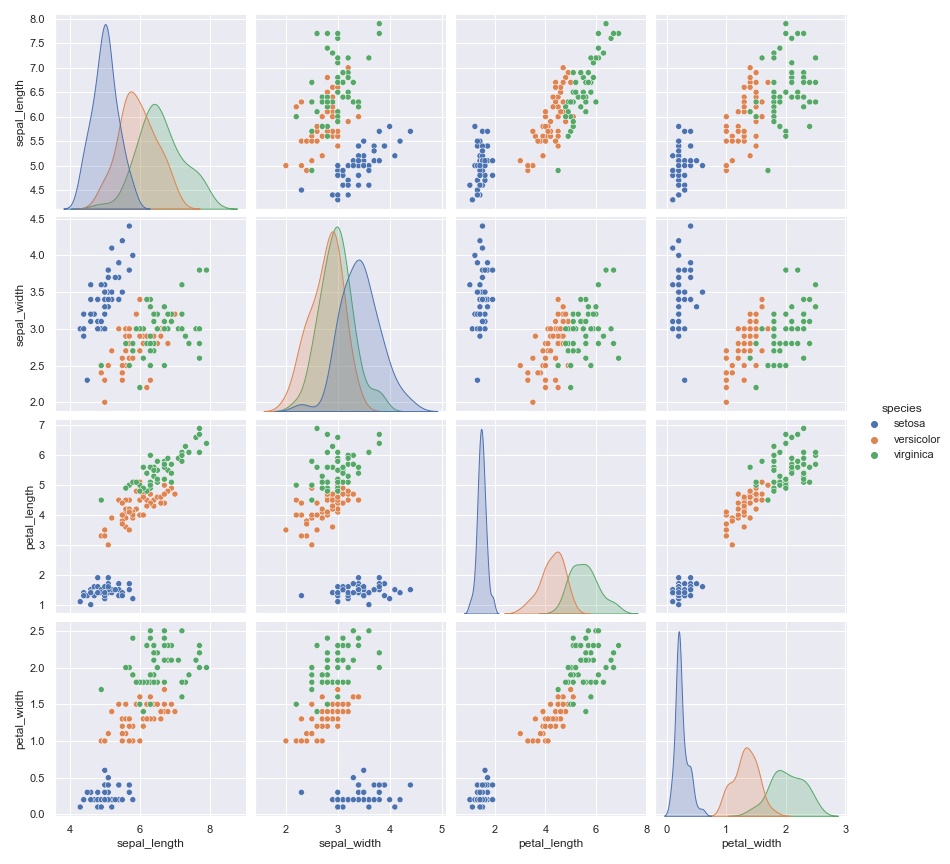 8.0
7.5
7.0
6.5
6.0
5.5
5.0
4.5
sepal_length
4.5
4.0
3.5
3.0
2.5
2.0
sepal_width
species
setosa
versicolor
virginica
7
6
5
4
3
2
1
petal_length
2.5
2.0
1.5
1.0
0.5
0.0
petal_width
4 6 8 2 3 4 5 2 4 6 8 0 1 2 3
sepal_length sepal_width petal_length petal_width